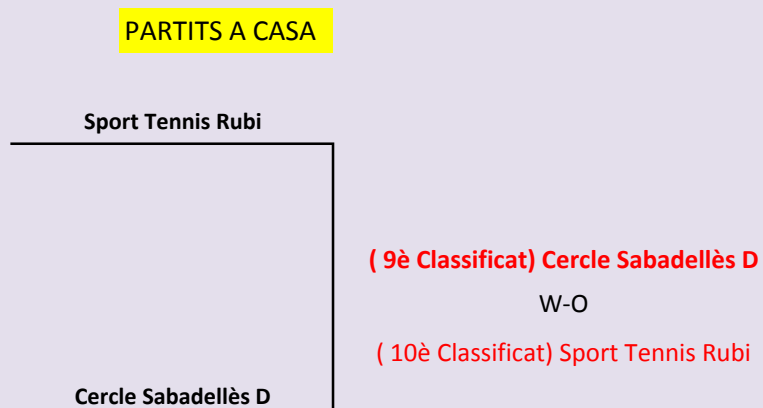 PARTITS A CASA
Sport Tennis Rubi
( 9è Classificat) Cercle Sabadellès D
W-O
( 10è Classificat) Sport Tennis Rubi
Cercle Sabadellès D